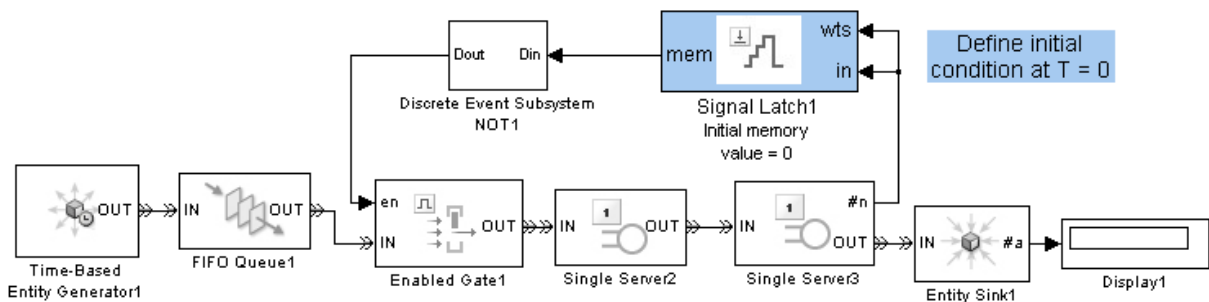 wts
mem
in
Define initial
condition at T = 0
Dout
Din
Discrete Event Subsystem
NOT1
Signal Latch1
Initial memory
value = 0
OUT
IN
OUT
en
IN
OUT
IN
OUT
1
IN
#n
OUT
1
IN
#a
Time-Based
Entity Generator1
FIFO Queue1
Enabled Gate1
Single Server2
Single Server3
Entity Sink1
Display1